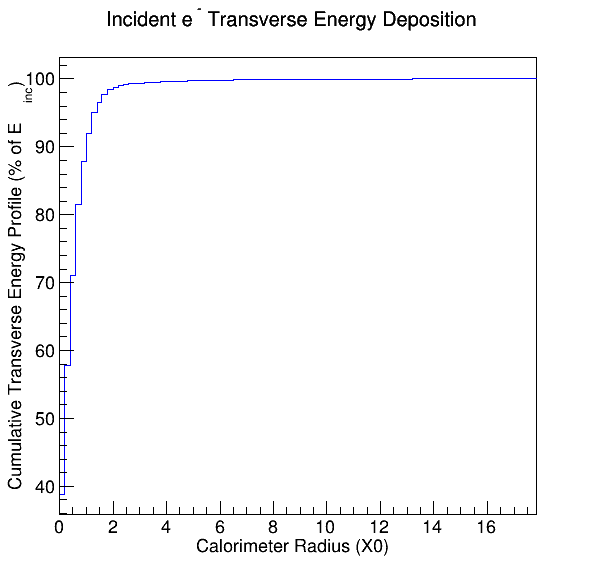 Incident e⁻ Transverse Energy Deposition
Cumulative Transverse Energy Profile (% of E_inc)
100
90
80
70
60
50
40
0 2 4 6 8 10 12 14 16
Calorimeter Radius (X0)